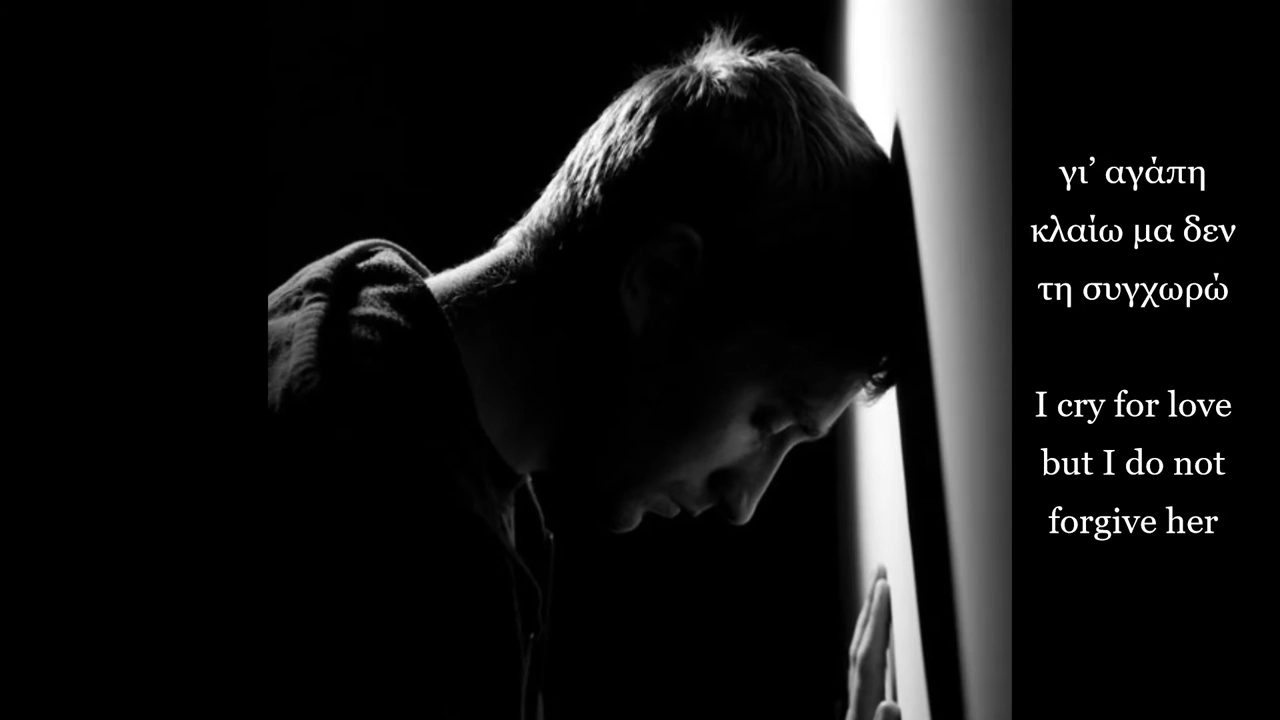 γι’ αγάπη
κλαίω μα δεν
τη συγχωρώ
I cry for love
but I do not
forgive her